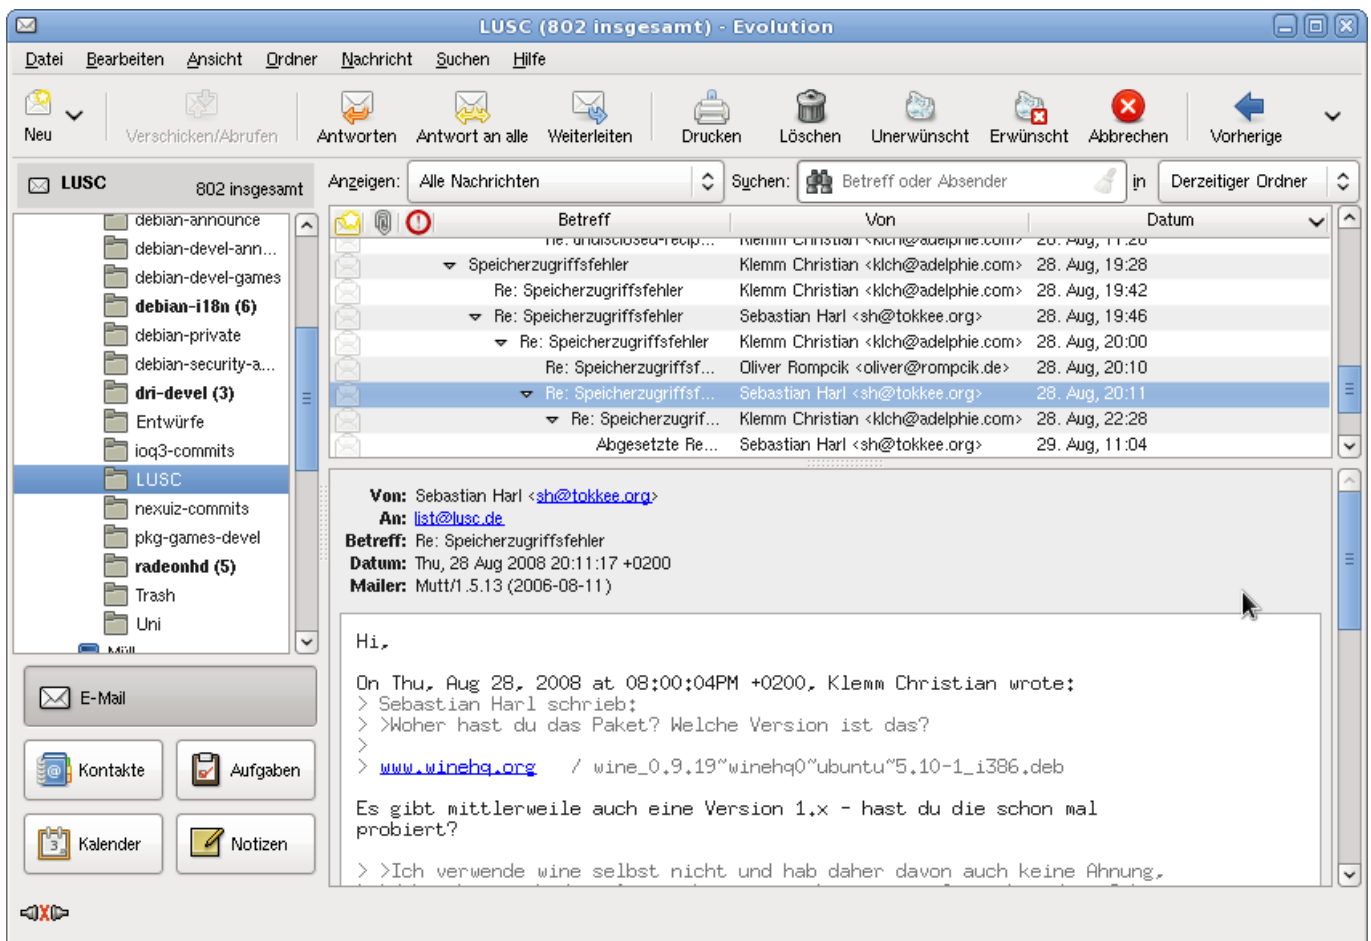 LUSC (802 insgesamt) - Evolution
Datei Bearbeiten Ansicht Ordner Nachricht Suchen Hilfe
Neu Verschicken/Abrufen Antworten Antwort an alle Weiterleiten Drucken Löschen Unerwünscht Erwünscht Abbrechen Vorherige
LUSC 802 insgesamt
Anzeigen: Alle Nachrichten Suchen: Betreff oder Absender in Derzeitiger Ordner
debian-announce
debian-devel-ann...
debian-devel-games
debian-i18n (6)
debian-private
debian-security-a...
dri-devel (3)
Entwürfe
ioq3-commits
LUSC
nexuiz-commits
pkg-games-devel
radeonhd (5)
Trash
Uni
Müll
E-Mail
Kontakte Aufgaben
Kalender Notizen
Betreff Von Datum
Re: undisclosed-recip... Klemm Christian <klch@adelphie.com> 28. Aug, 11:28
Speicherzugriffsfehler Klemm Christian <klch@adelphie.com> 28. Aug, 19:28
Re: Speicherzugriffsfehler Klemm Christian <klch@adelphie.com> 28. Aug, 19:42
Re: Speicherzugriffsfehler Sebastian Harl <sh@tokkee.org> 28. Aug, 19:46
Re: Speicherzugriffsfehler Klemm Christian <klch@adelphie.com> 28. Aug, 20:00
Re: Speicherzugriffsf... Oliver Rompcik <oliver@rompcik.de> 28. Aug, 20:10
Re: Speicherzugriffsf... Sebastian Harl <sh@tokkee.org> 28. Aug, 20:11
Re: Speicherzugrif... Klemm Christian <klch@adelphie.com> 28. Aug, 22:28
Abgesetzte Re... Sebastian Harl <sh@tokkee.org> 29. Aug, 11:04
Von: Sebastian Harl <sh@tokkee.org>
An: list@lusc.de
Betreff: Re: Speicherzugriffsfehler
Datum: Thu, 28 Aug 2008 20:11:17 +0200
Mailer: Mutt/1.5.13 (2006-08-11)
Hi,
On Thu, Aug 28, 2008 at 08:00:04PM +0200, Klemm Christian wrote:
> Sebastian Harl schrieb:
> >Woher hast du das Paket? Welche Version ist das?
>
> www.winehq.org / wine_0.9.19~winehq0~ubuntu~5.10-1_i386.deb
Es gibt mittlerweile auch eine Version 1.x - hast du die schon mal
probiert?
> >Ich verwende wine selbst nicht und hab daher davon auch keine Ahnung,